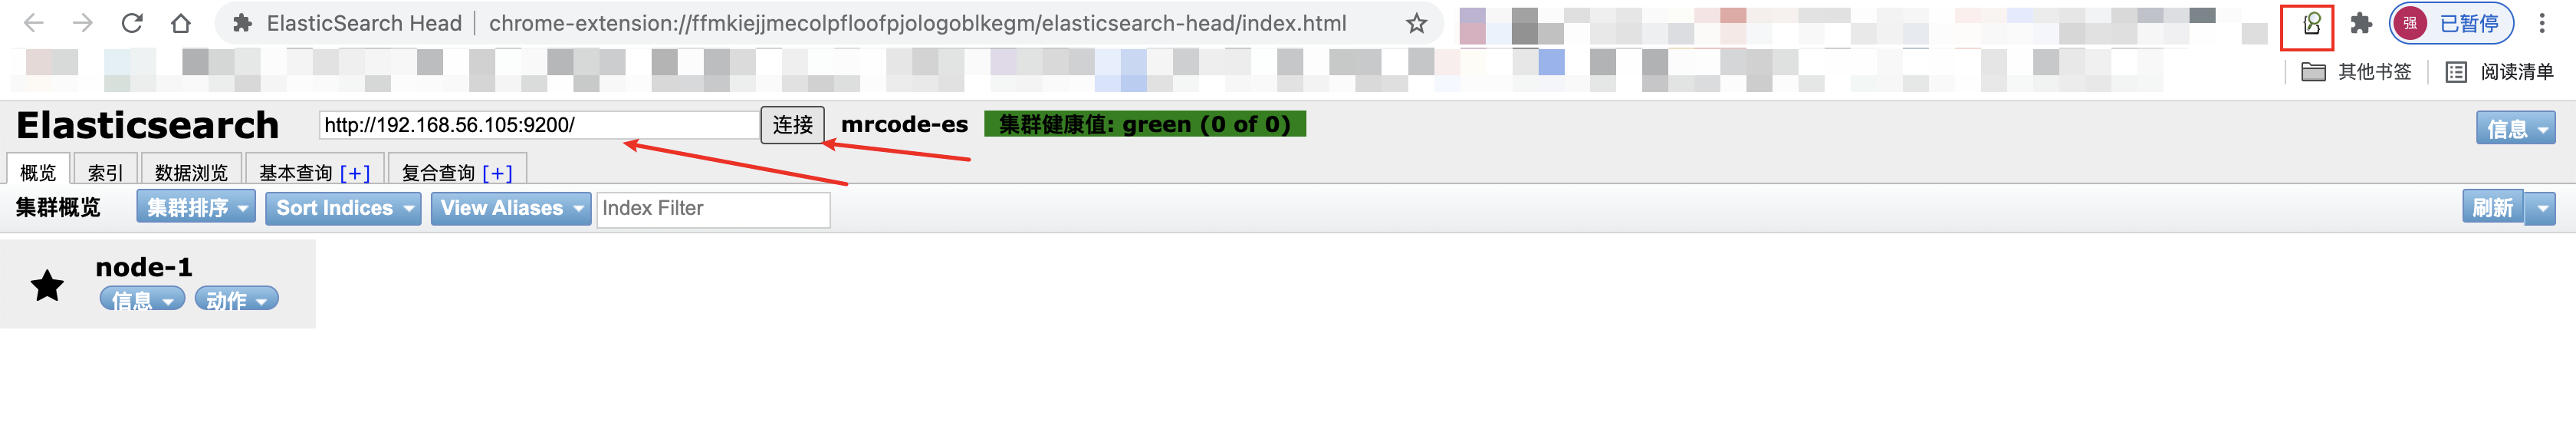 ElasticSearch Head chrome-extension://ffmkiejjmecolpfloofpjologoblkegm/elasticsearch-head/index.html 强 已暂停
其他书签 阅读清单
Elasticsearch http://192.168.56.105:9200/ 连接 mrcode-es 集群健康值: green (0 of 0) 信息
概览 索引 数据浏览 基本查询 [+] 复合查询 [+]
集群概览 集群排序 Sort Indices View Aliases Index Filter 刷新
node-1
信息 动作